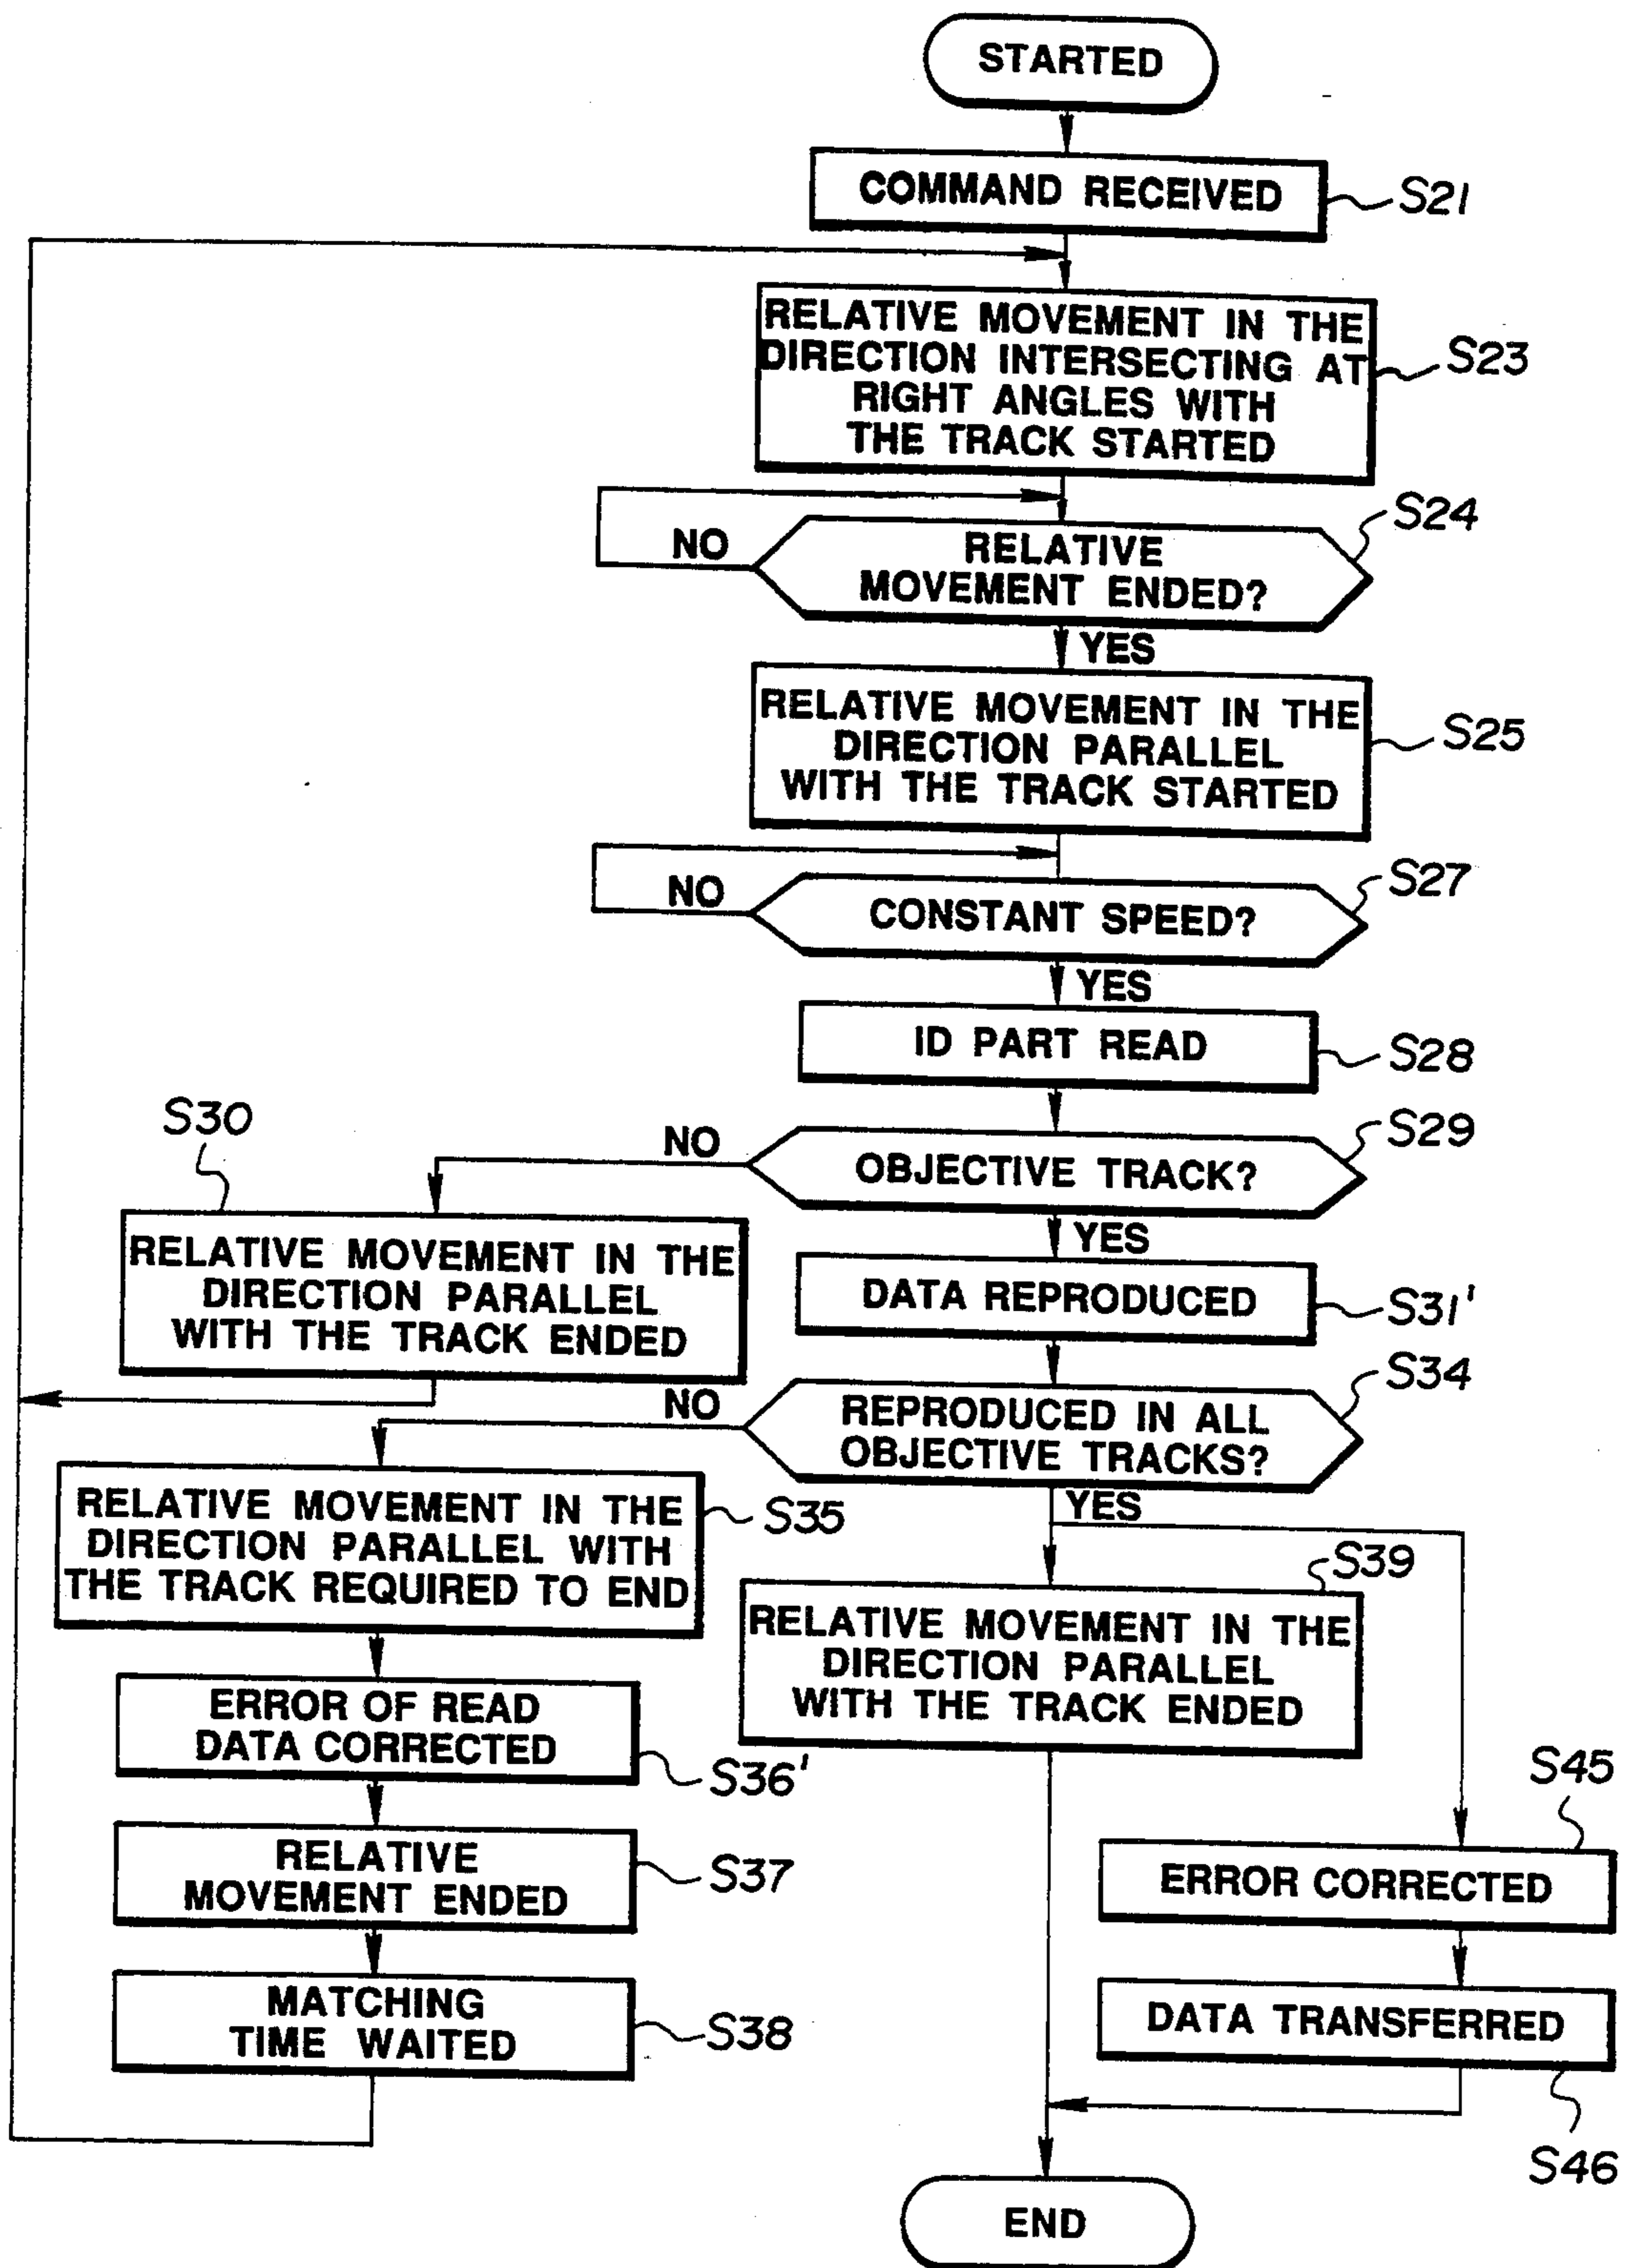 STARTED
COMMAND RECEIVED
S21
RELATIVE MOVEMENT IN THE
DIRECTION INTERSECTING AT
RIGHT ANGLES WITH
THE TRACK STARTED
S23
S24
NO
RELATIVE
MOVEMENT ENDED?
YES
RELATIVE MOVEMENT IN THE
DIRECTION PARALLEL
WITH THE TRACK STARTED
S25
S27
NO
CONSTANT SPEED?
YES
ID PART READ
S28
S30
NO
OBJECTIVE TRACK?
S29
YES
RELATIVE MOVEMENT IN THE
DIRECTION PARALLEL
WITH THE TRACK ENDED
DATA REPRODUCED
S31'
S34
NO
REPRODUCED IN ALL
OBJECTIVE TRACKS?
YES
RELATIVE MOVEMENT IN THE
DIRECTION PARALLEL WITH
THE TRACK REQUIRED TO END
S35
S39
RELATIVE MOVEMENT IN THE
DIRECTION PARALLEL
WITH THE TRACK ENDED
ERROR OF READ
DATA CORRECTED
S36'
S45
RELATIVE
MOVEMENT ENDED
S37
ERROR CORRECTED
MATCHING
TIME WAITED
S38
DATA TRANSFERRED
S46
END